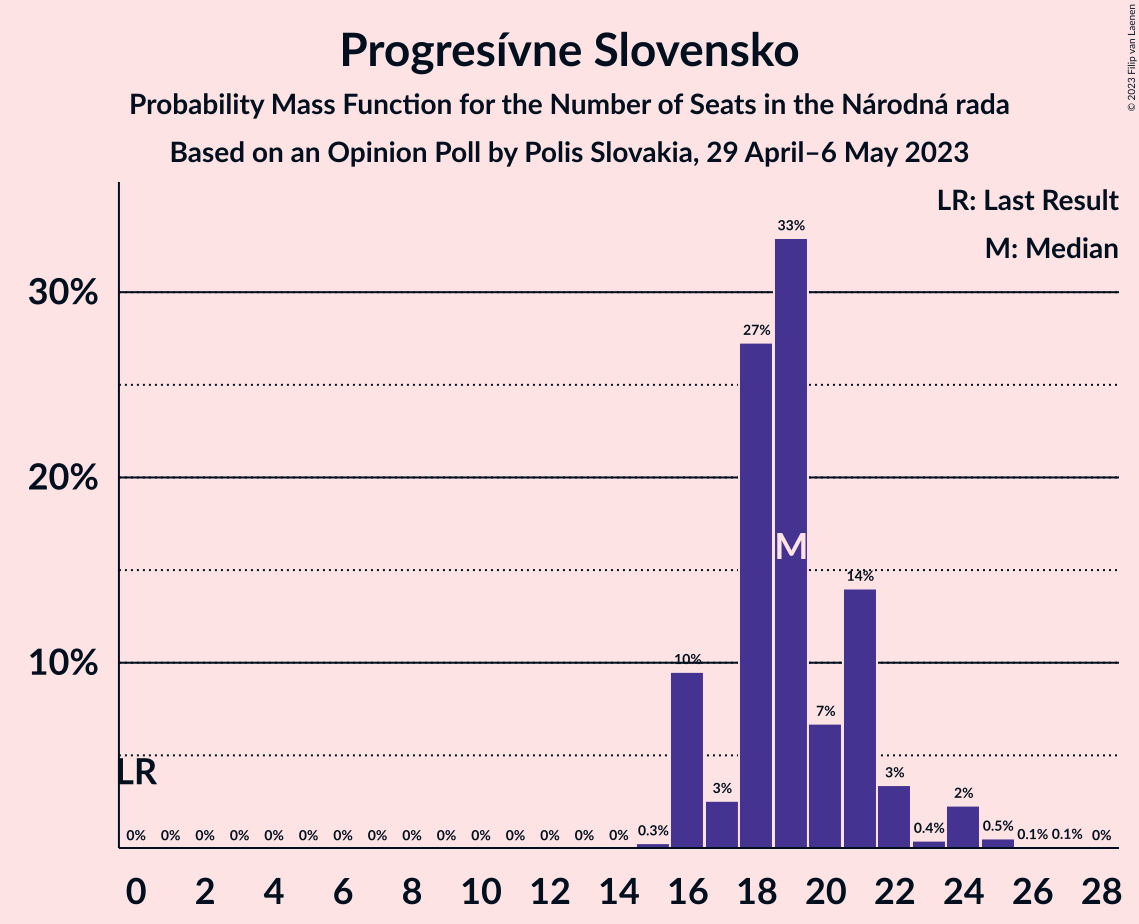 Progresívne Slovensko
Probability Mass Function for the Number of Seats in the Národná rada
Based on an Opinion Poll by Polis Slovakia, 29 April–6 May 2023
© 2023 Filip van Laenen
LR: Last Result
M: Median
30%
20%
10%
33%
27%
M
14%
10%
7%
LR
3%
3%
2%
0% 0% 0% 0% 0% 0% 0% 0% 0% 0% 0% 0% 0% 0% 0% 0.3% 0.4% 0.5% 0.1% 0.1% 0%
0 2 4 6 8 10 12 14 16 18 20 22 24 26 28